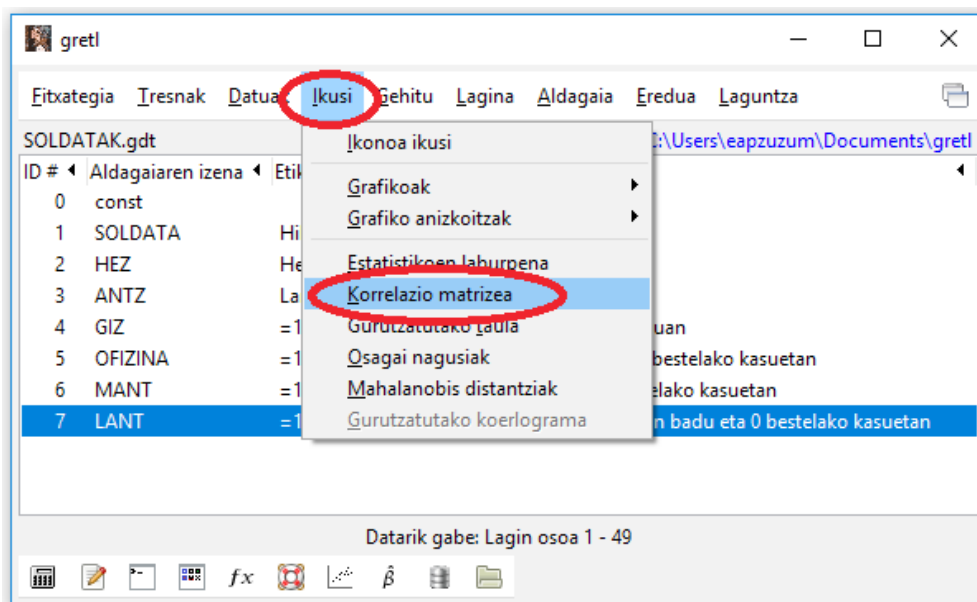 gretl
Fitxategia Tresnak Datuak Ikusi Gehitu Lagina Aldagaia Eredua Laguntza
SOLDATAK.gdt :\Users\eapzuzum\Documents\gretl
ID # Aldagaiaren izena Etik
0 const
1 SOLDATA Hi
2 HEZ He
3 ANTZ La
4 GIZ =1 uan
5 OFIZINA =1 bestelako kasuetan
6 MANT =1 elako kasuetan
7 LANT =1 n badu eta 0 bestelako kasuetan
Ikonoa ikusi
Grafikoak
Grafiko anizkoitzak
Estatistikoen laburpena
Korrelazio matrizea
Gurutzatutako taula
Osagai nagusiak
Mahalanobis distantziak
Gurutzatutako koerlograma
Datarik gabe: Lagin osoa 1 - 49
fx β̂